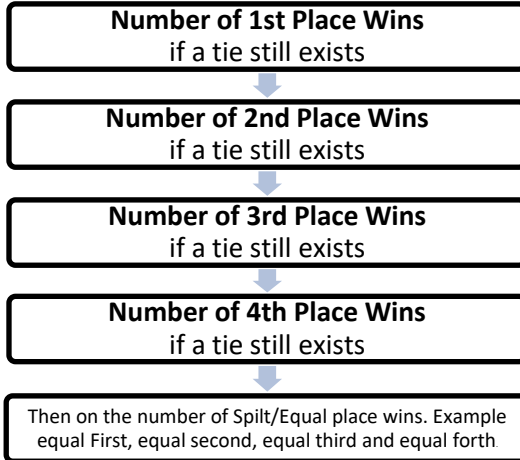 Number of 1st Place Wins
if a tie still exists
Number of 2nd Place Wins
if a tie still exists
Number of 3rd Place Wins
if a tie still exists
Number of 4th Place Wins
if a tie still exists
Then on the number of Spilt/Equal place wins. Example
equal First, equal second, equal third and equal forth.